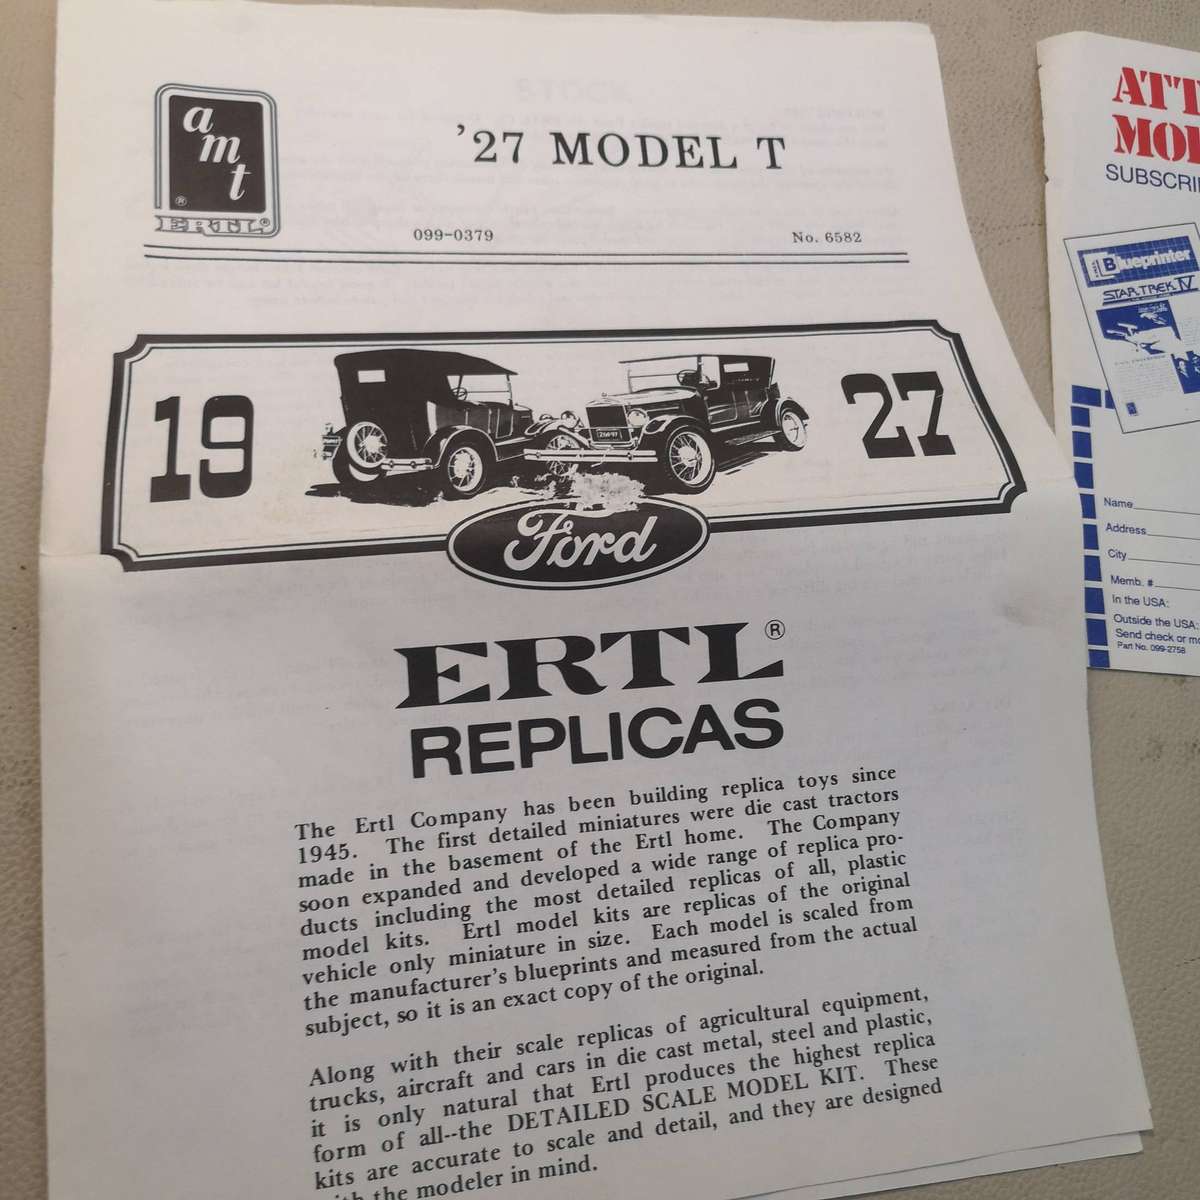 amt
®
ERTL®
'27 MODEL T
099-0379 No. 6582
19 27
Ford
ERTL®
REPLICAS
The Ertl Company has been building replica toys since
1945. The first detailed miniatures were die cast tractors
made in the basement of the Ertl home. The Company
soon expanded and developed a wide range of replica pro-
ducts including the most detailed replicas of all, plastic
model kits. Ertl model kits are replicas of the original
vehicle only miniature in size. Each model is scaled from
the manufacturer's blueprints and measured from the actual
subject, so it is an exact copy of the original.
Along with their scale replicas of agricultural equipment,
trucks, aircraft and cars in die cast metal, steel and plastic,
it is only natural that Ertl produces the highest replica
form of all--the DETAILED SCALE MODEL KIT. These
kits are accurate to scale and detail, and they are designed
the modeler in mind.
ATT
MO
SUBSCRI
Blueprinter
STAR TREK IV
Name
Address
City
Memb. #
In the USA:
Outside the USA:
Send check or mo
Part No. 099-2758